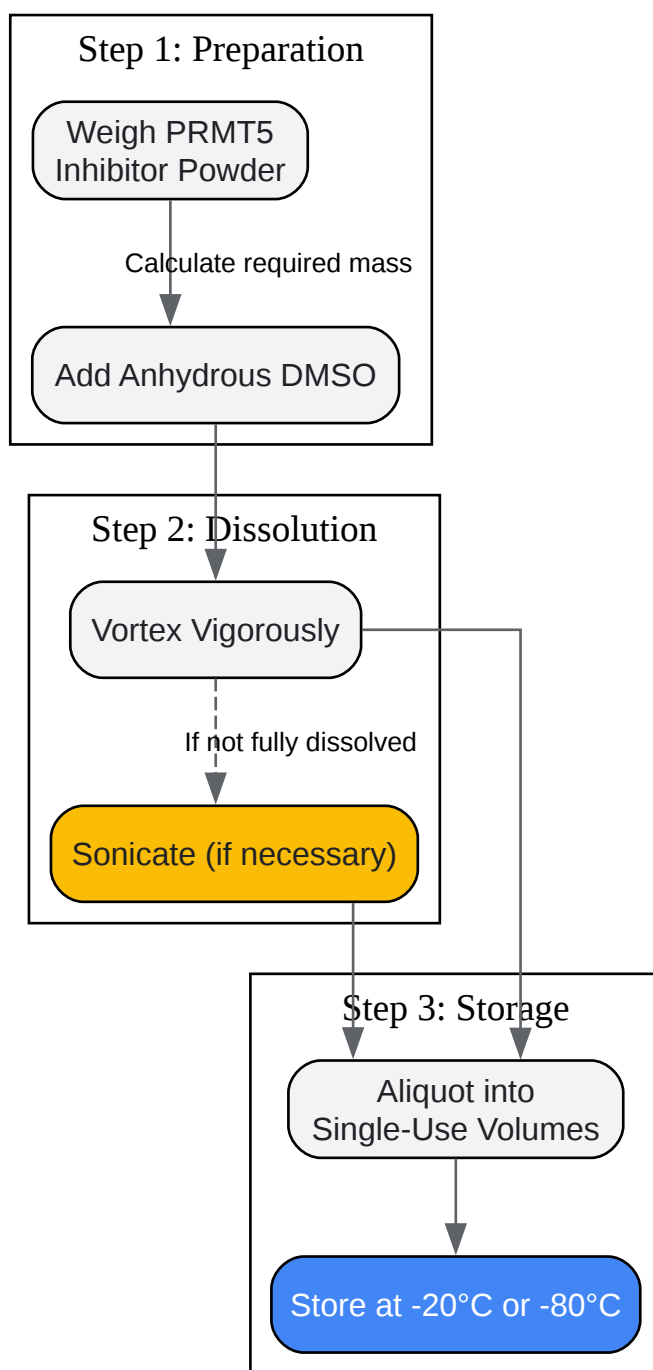 Step 1: Preparation
Weigh PRMT5
Inhibitor Powder
Calculate required mass
Add Anhydrous DMSO
Step 2: Dissolution
Vortex Vigorously
If not fully dissolved
Sonicate (if necessary)
Step 3: Storage
Aliquot into
Single-Use Volumes
Store at -20°C or -80°C